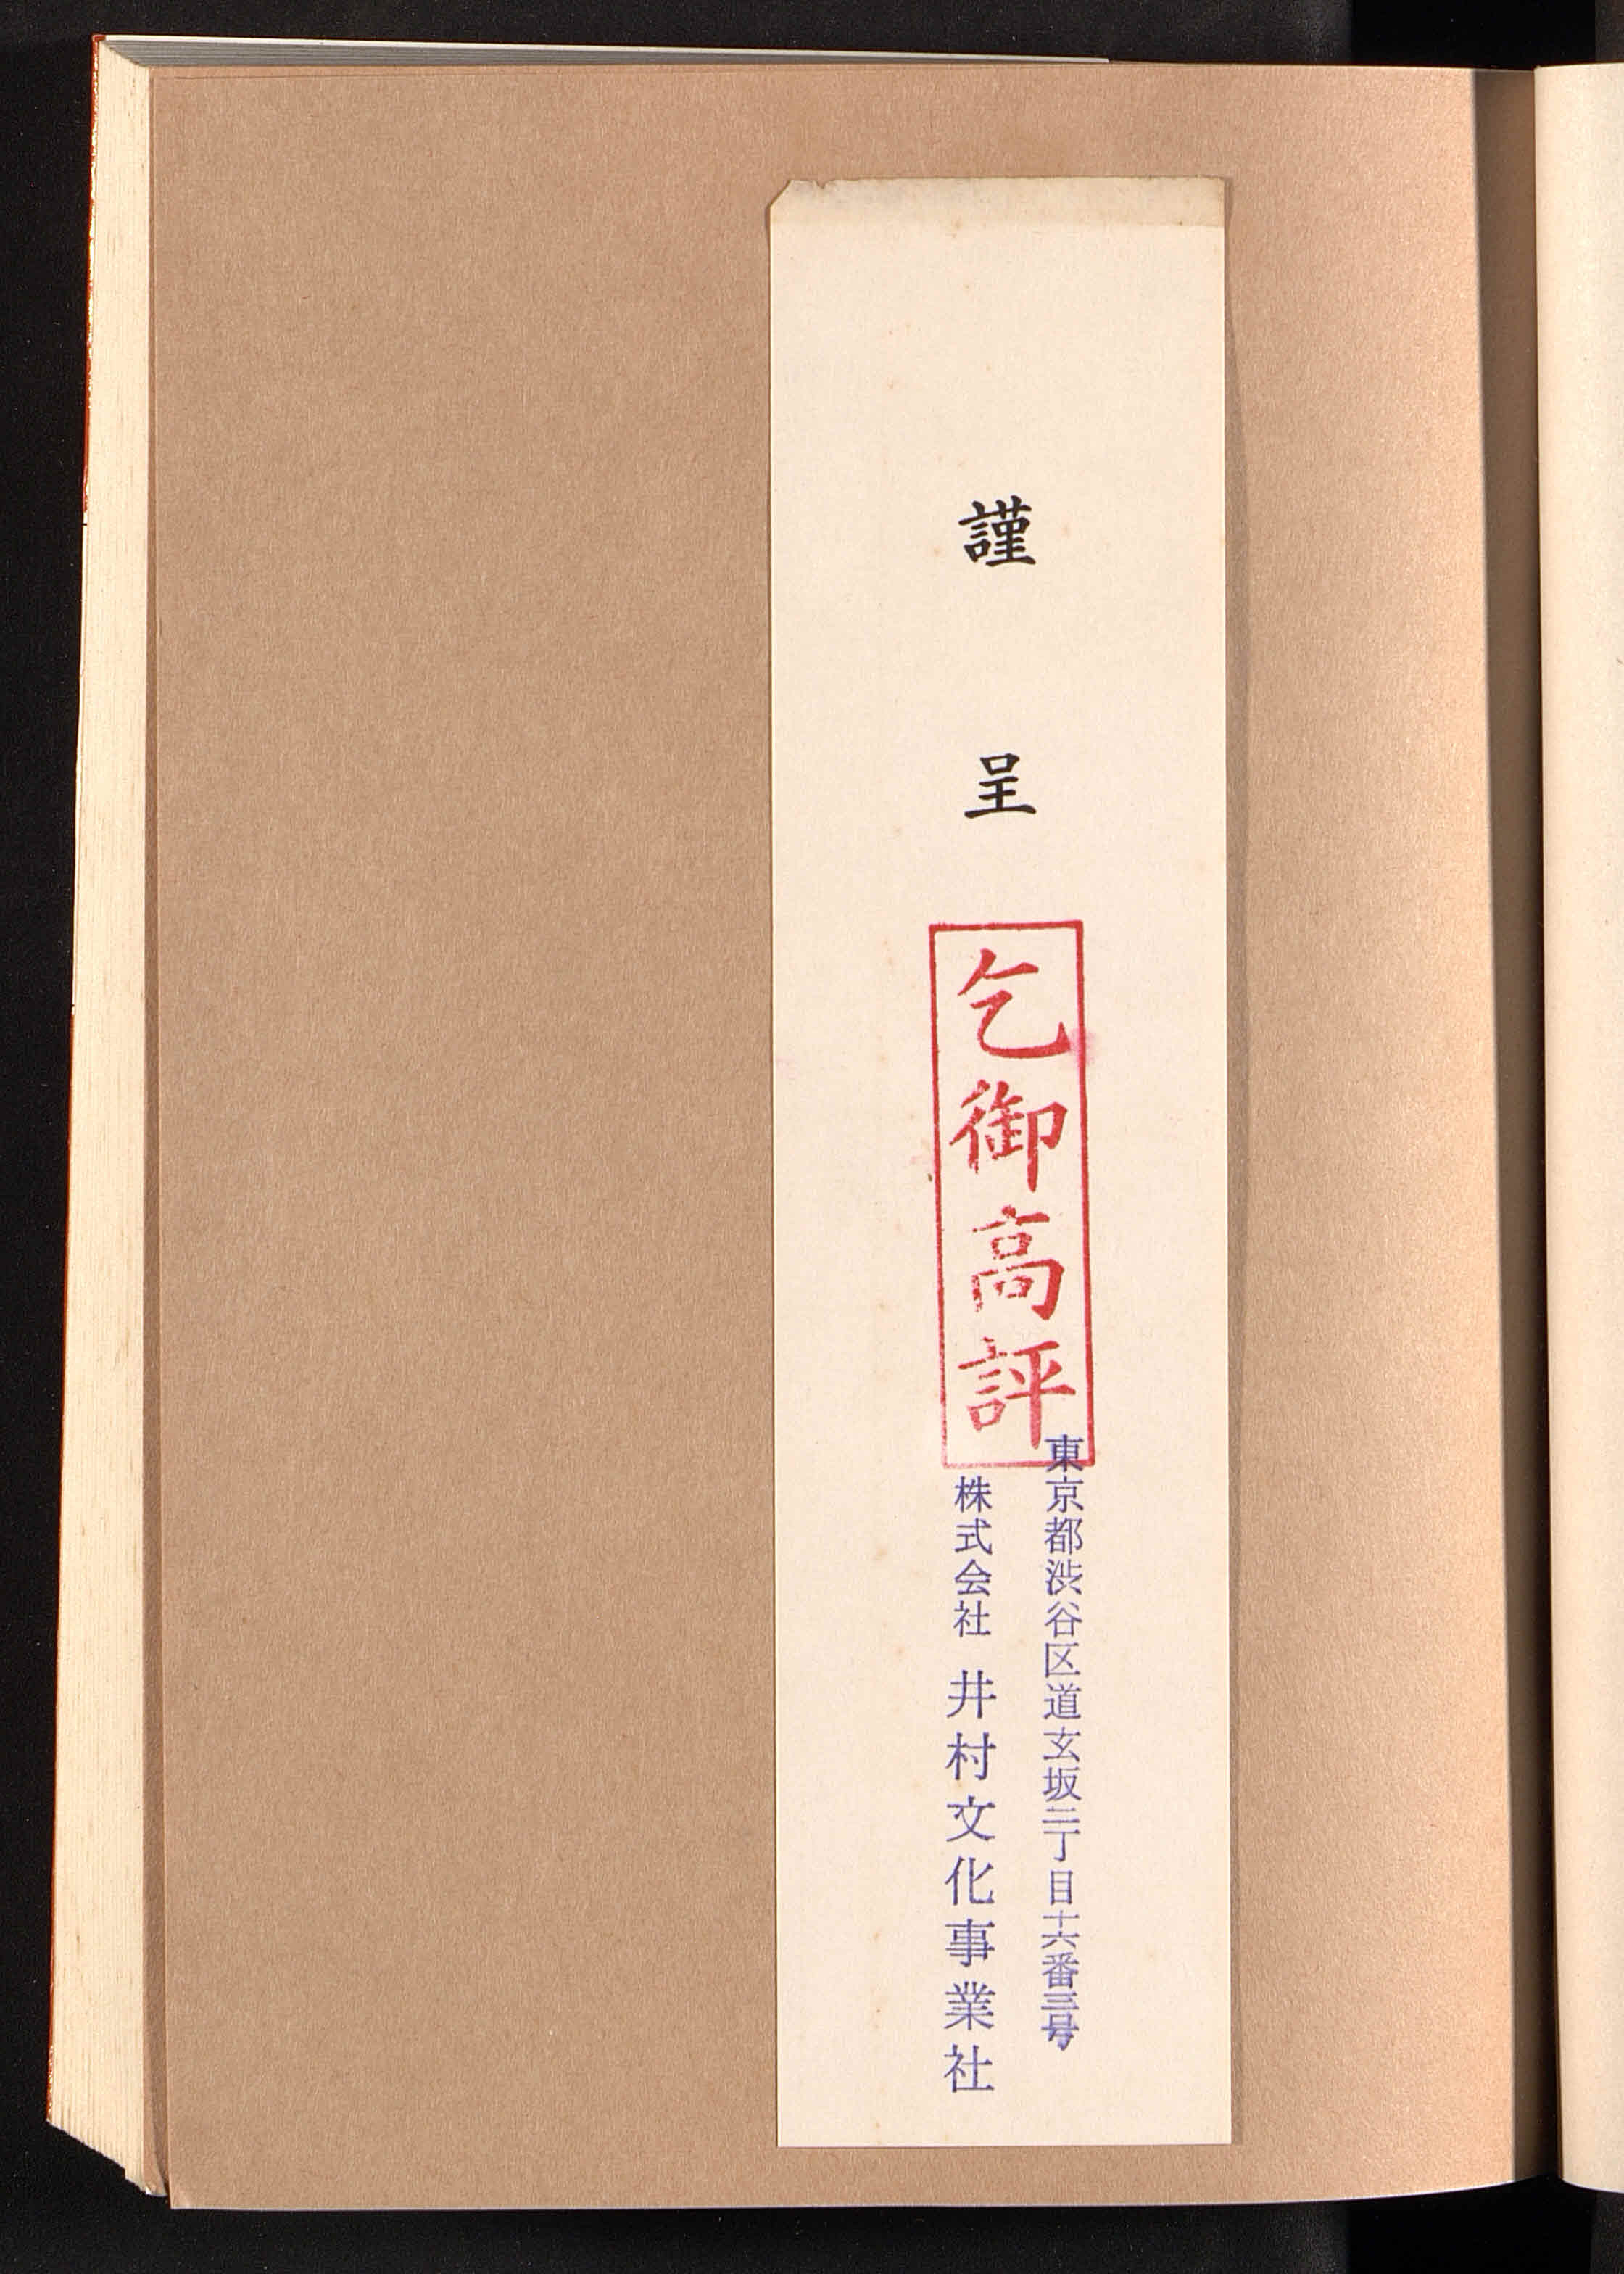 謹呈
乞御高評
東京都渋谷区道玄坂二丁目十六番三号
株式会社 井村文化事業社